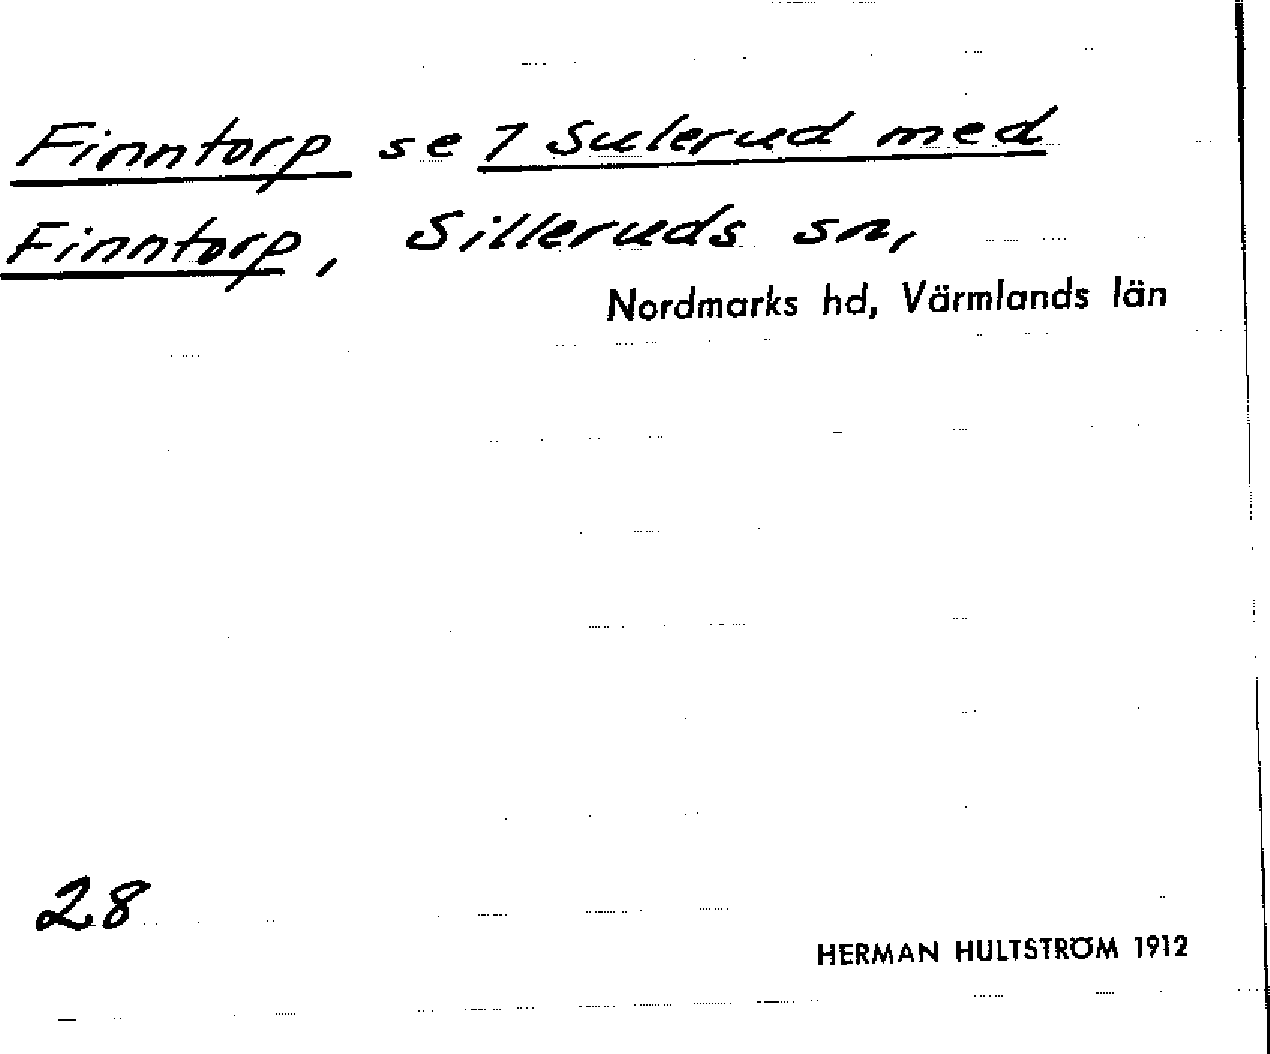 Finntorp se 7 Sulerud med
Finntorp, Silleruds sn,
Nordmarks hd, Värmlands län
28
HERMAN HULTSTRÖM 1912